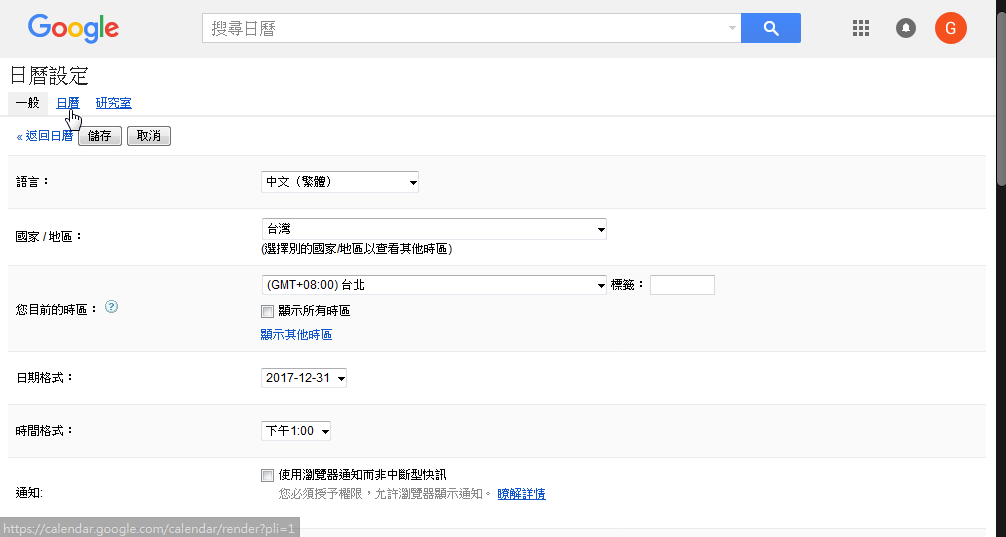 Google
搜尋日曆
G
日曆設定
一般 日曆 研究室
« 返回日曆 儲存 取消
語言：
中文（繁體）
國家 / 地區：
台灣
(選擇別的國家/地區以查看其他時區)
您目前的時區： ?
(GMT+08:00) 台北 標籤：
顯示所有時區
顯示其他時區
日期格式：
2017-12-31
時間格式：
下午1:00
通知:
使用瀏覽器通知而非中斷型快訊
您必須授予權限，允許瀏覽器顯示通知。 瞭解詳情
https://calendar.google.com/calendar/render?pli=1